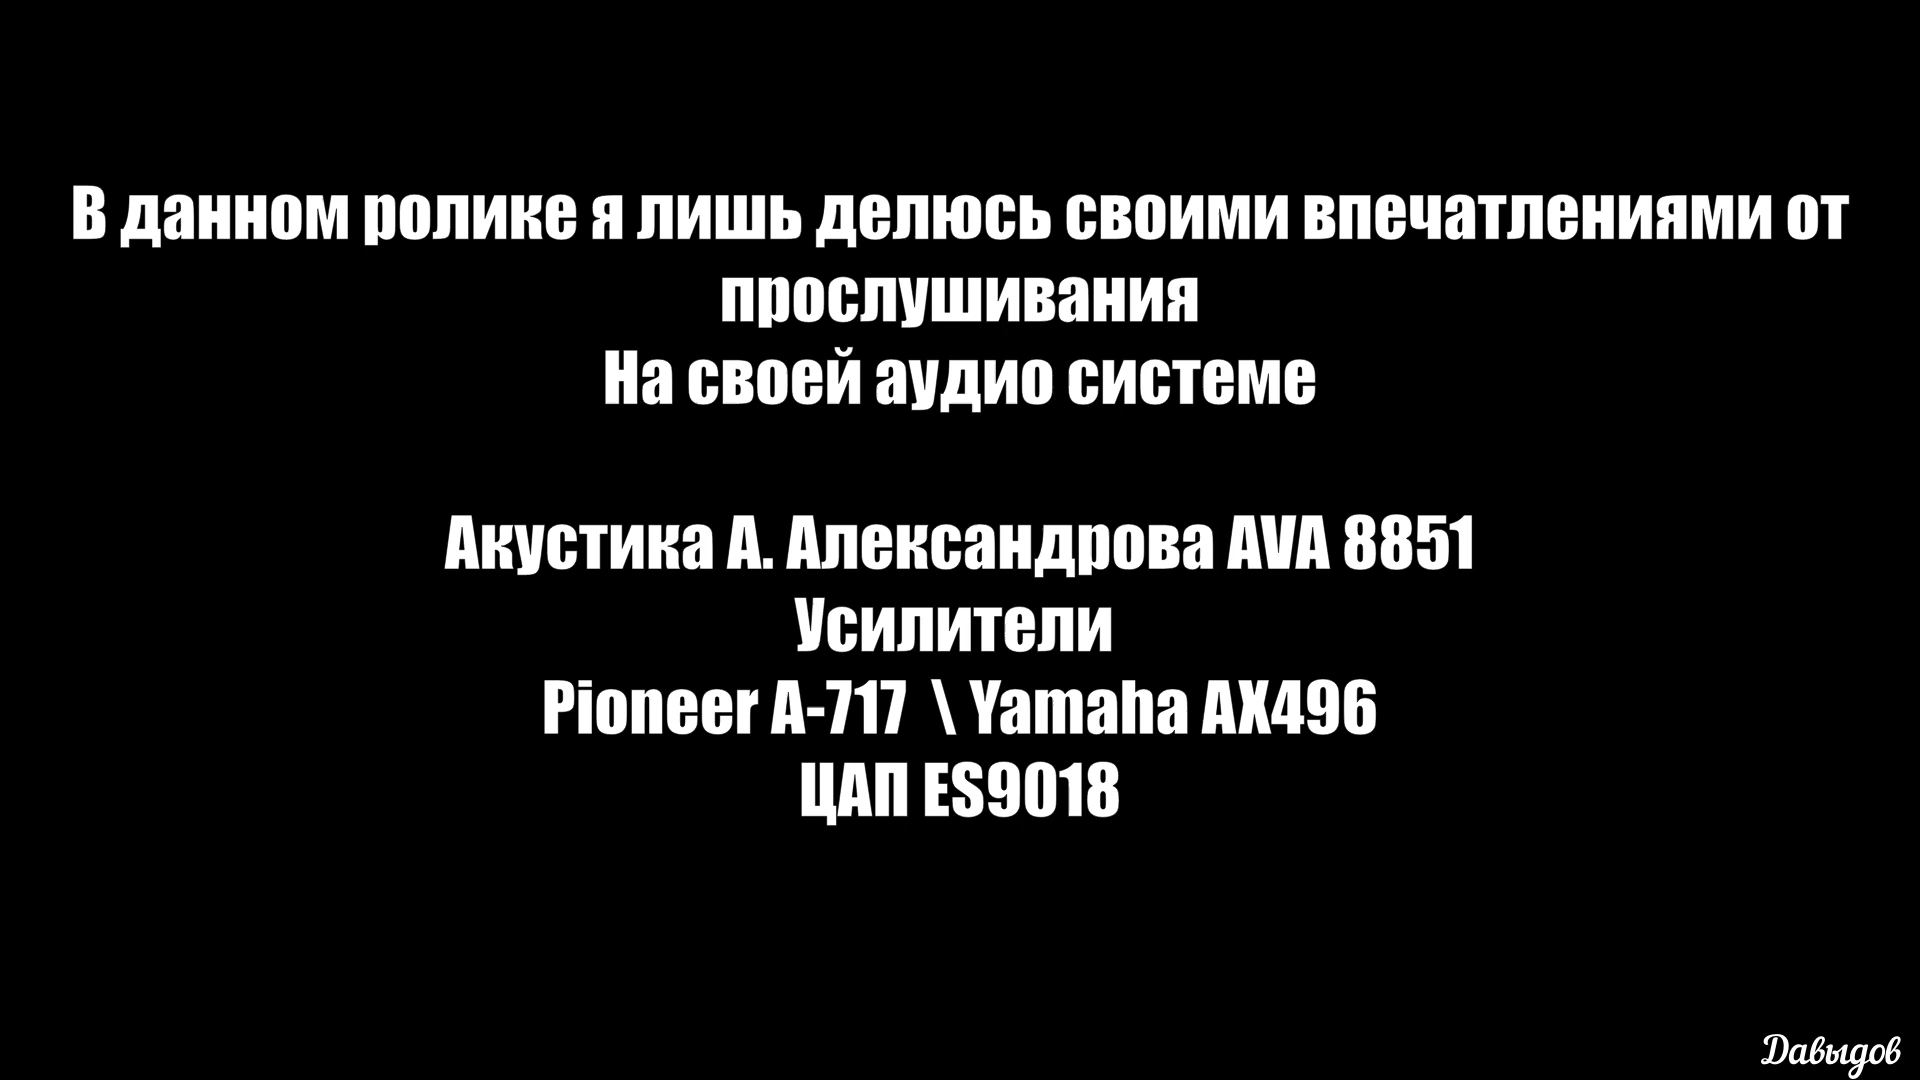 В данном ролике я лишь делюсь своими впечатлениями от
прослушивания
На своей аудио системе
Акустика А. Александрова AVA 8851
Усилители
Pioneer A-717 \ Yamaha AX496
ЦАП ES9018
Давыдов